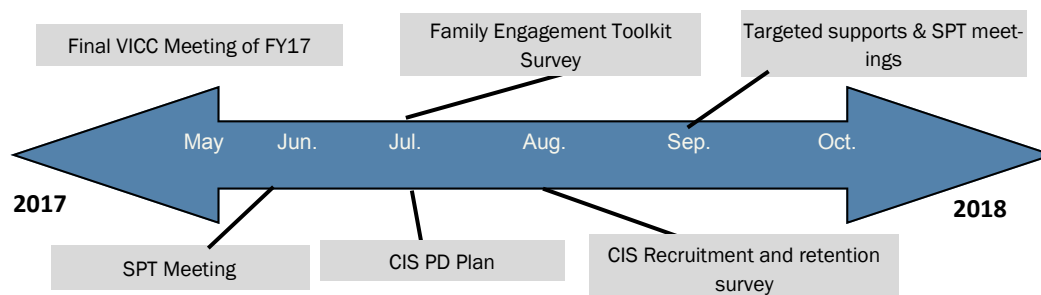 Final VICC Meeting of FY17
Family Engagement Toolkit
Survey
Targeted supports & SPT meet-
ings
May Jun. Jul. Aug. Sep. Oct.
2017
2018
SPT Meeting
CIS PD Plan
CIS Recruitment and retention
survey